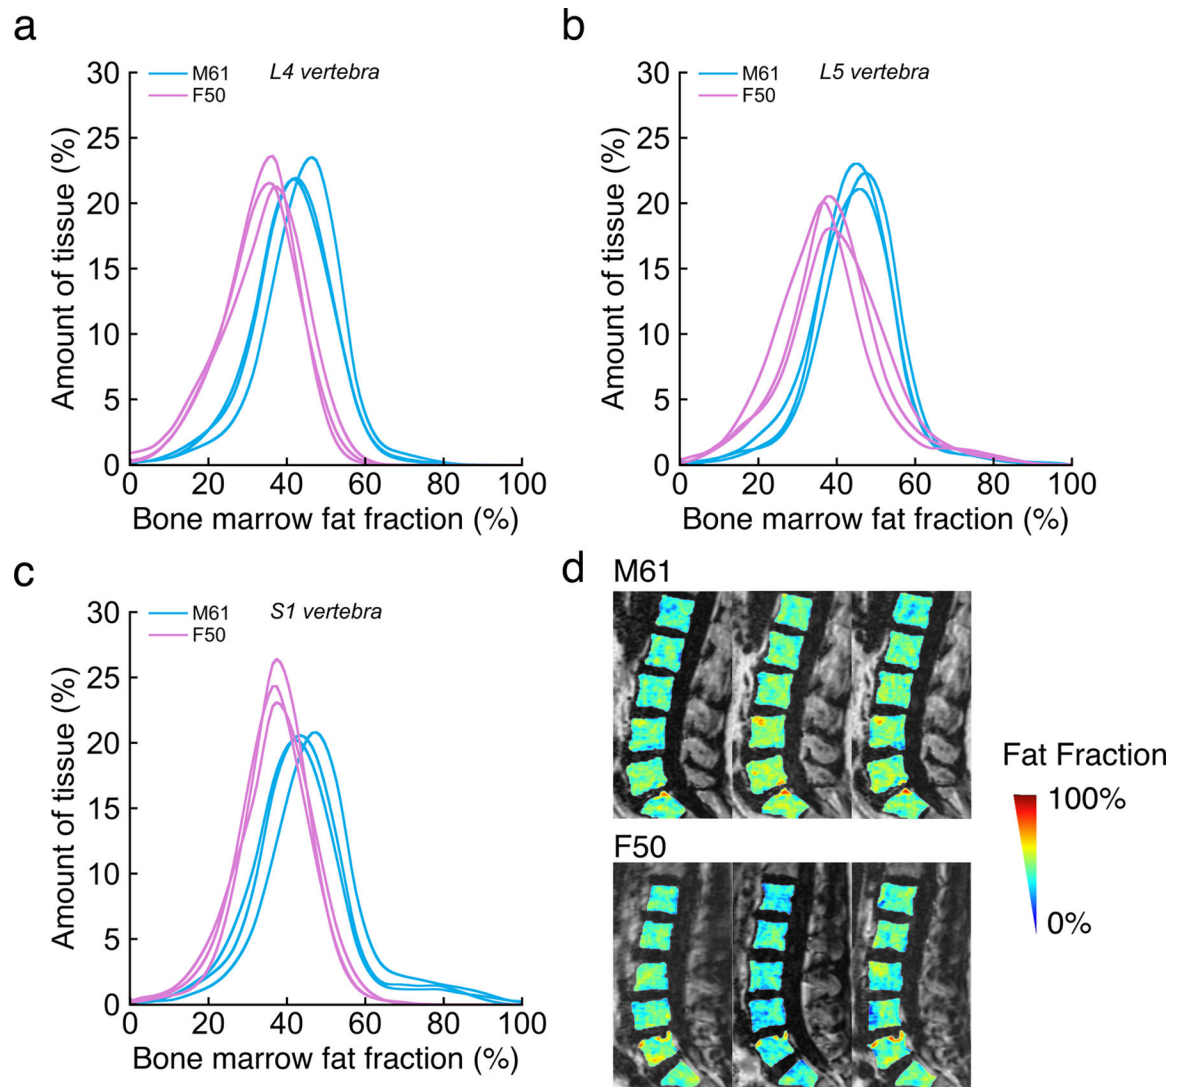 a
M61
F50
L4 vertebra
30
25
20
15
10
5
0
Amount of tissue (%)
0 20 40 60 80 100
Bone marrow fat fraction (%)
b
M61
F50
L5 vertebra
30
25
20
15
10
5
0
Amount of tissue (%)
0 20 40 60 80 100
Bone marrow fat fraction (%)
c
M61
F50
S1 vertebra
30
25
20
15
10
5
0
Amount of tissue (%)
0 20 40 60 80 100
Bone marrow fat fraction (%)
d
M61
F50
Fat Fraction
100%
0%